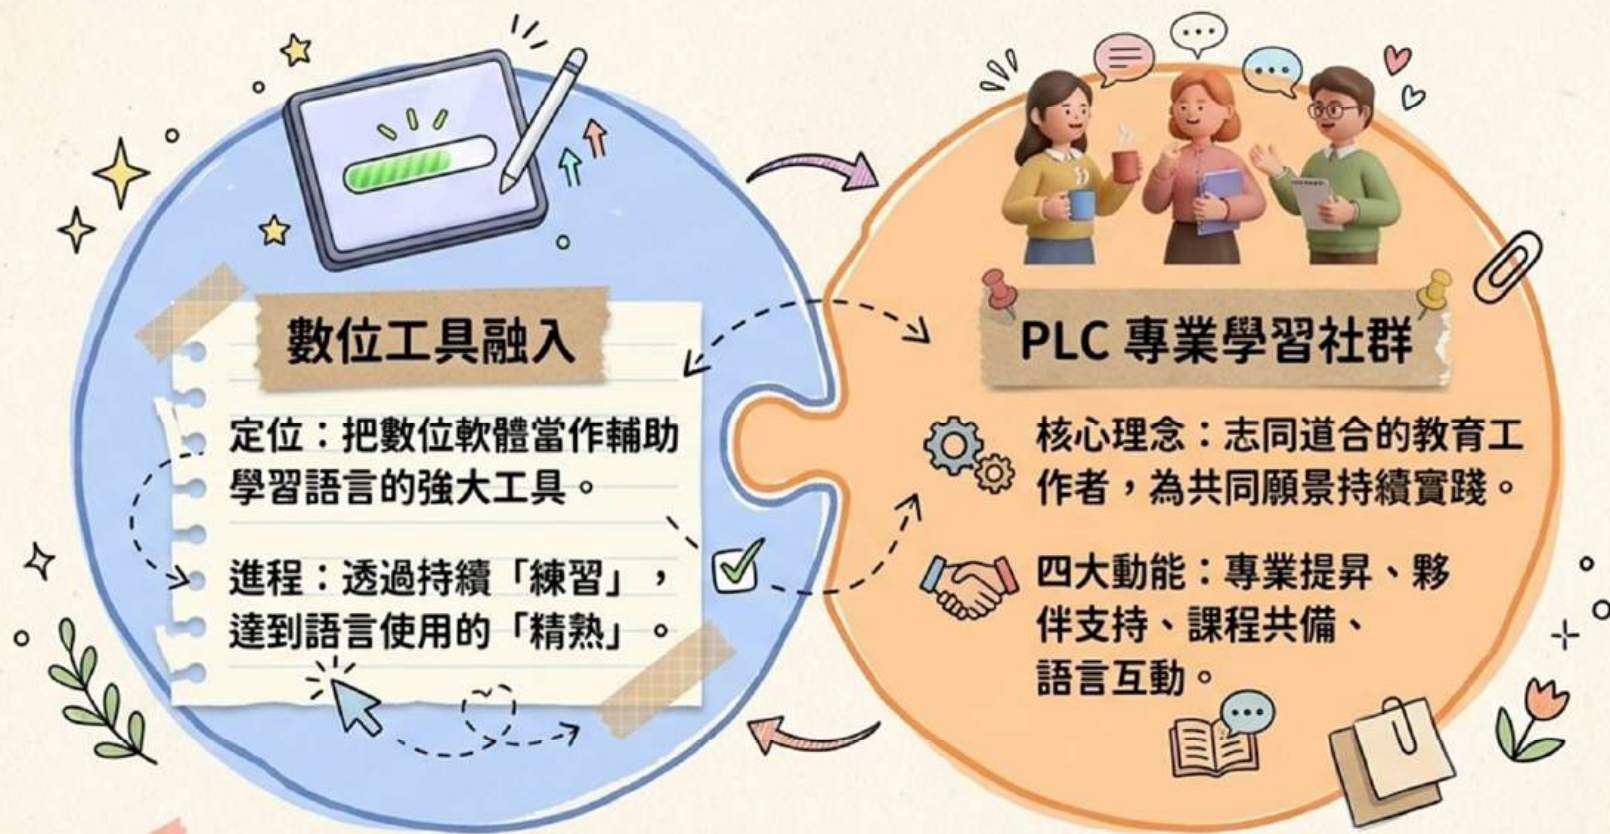 數位工具融入
定位：把數位軟體當作輔助
學習語言的強大工具。
進程：透過持續「練習」，
達到語言使用的「精熟」。
PLC 專業學習社群
核心理念：志同道合的教育工
作者，為共同願景持續實踐。
四大動能：專業提昇、夥
伴支持、課程共備、
語言互動。